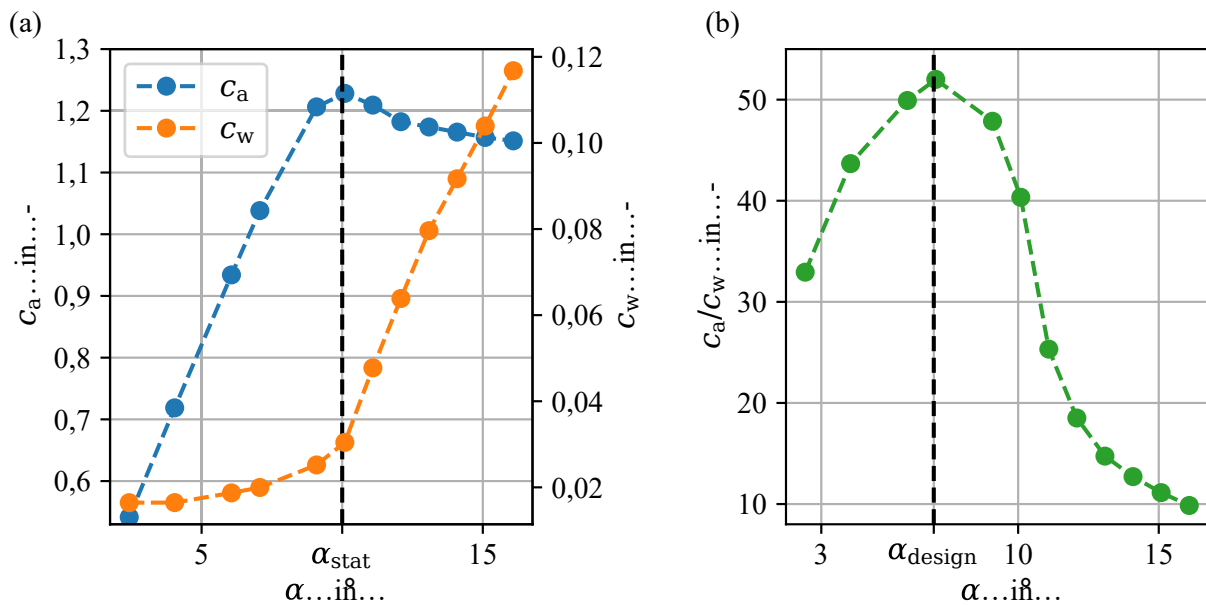 (a)
1,3
1,2
1,1
1,0
0,9
0,8
0,7
0,6
c_a…in…-
c_a
c_w
0,12
0,10
0,08
0,06
0,04
0,02
c_w…in…-
5
α_stat
15
α…in…°
(b)
50
40
30
20
10
c_a/c_w…in…-
3
α_design
10
15
α…in…°